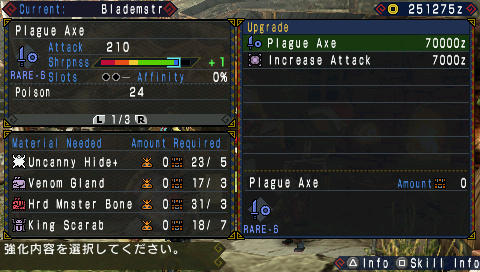 Current: Blademstr
251275z
Plague Axe
Attack 210
Shrpnss +1
RARE-6 Slots ●●— Affinity 0%
Poison 24
L 1/3 R
Material Needed Amount Required
Uncanny Hide+ 0 23/ 5
Venom Gland 0 17/ 3
Hrd Mnster Bone 0 31/ 3
King Scarab 0 18/ 7
Upgrade
Plague Axe 70000z
Increase Attack 7000z
Plague Axe Amount 0
RARE-6
強化内容を選択してください。
△ Info □ Skill Info